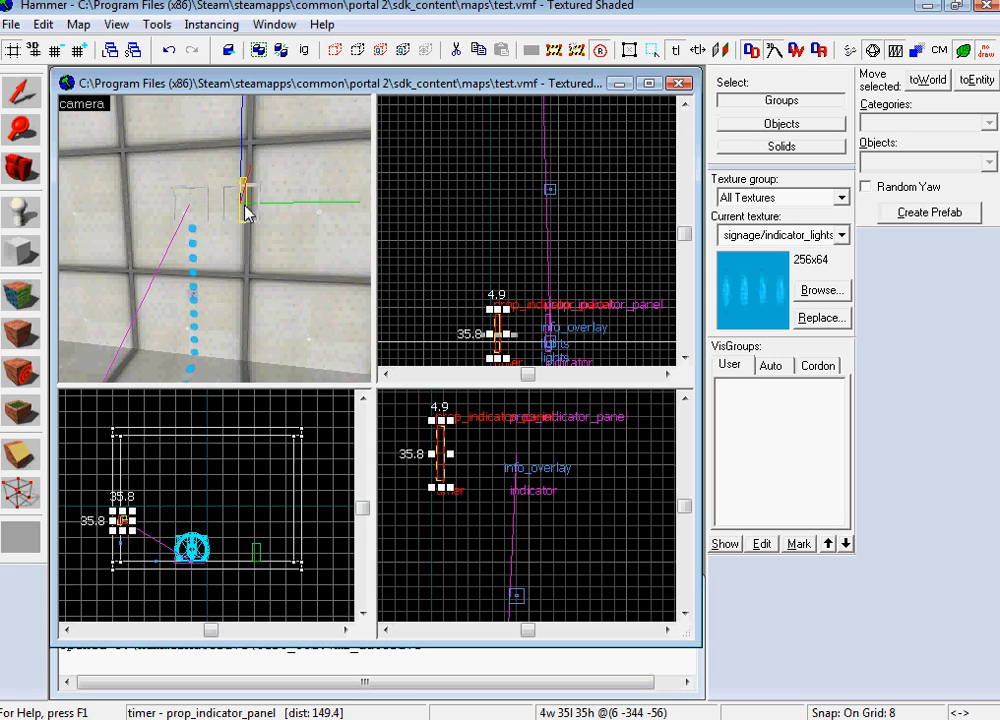 Hammer - C:\Program Files (x86)\Steam\steamapps\common\portal 2\sdk_content\maps\test.vmf - Textured Shaded
File Edit Map View Tools Instancing Window Help
C:\Program Files (x86)\Steam\steamapps\common\portal 2\sdk_content\maps\test.vmf - Textured...
camera
4.9
35.8
info_overlay
lights
lights
timer
indicator
35.8
35.8
4.9
35.8
info_overlay
timer
indicator
Select:
Groups
Objects
Solids
Texture group:
All Textures
Current texture:
signage/indicator_lights
256x64
Browse...
Replace...
VisGroups:
User Auto Cordon
Show Edit Mark
Move selected:
toWorld
toEntity
Categories:
Objects:
Random Yaw
Create Prefab
For Help, press F1
timer - prop_indicator_panel [dist: 149.4]
4w 35l 35h @(6 -344 -56)
Snap: On Grid: 8
<->